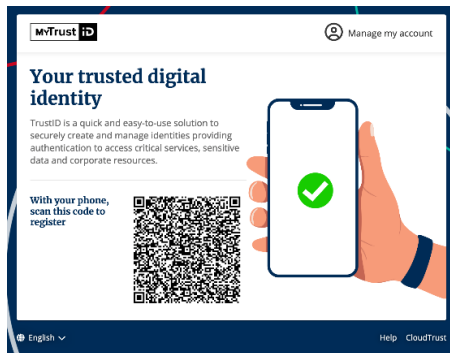 MYTrust iD
Manage my account
Your trusted digital
identity
TrustID is a quick and easy-to-use solution to
securely create and manage identities providing
authentication to access critical services, sensitive
data and corporate resources.
With your phone,
scan this code to
register
English
Help CloudTrust